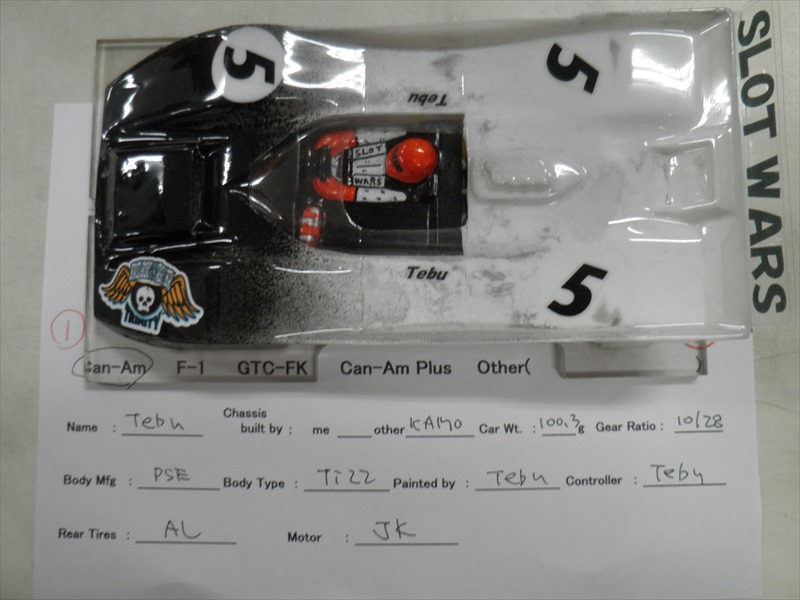 5
5
SLOT WARS
Tebu
SLOT
WARS
Tebu
5
TRINITY
1
Can-Am F-1 GTC-FK Can-Am Plus Other( )
Name : Tebu Chassis built by : me other KAMO Car Wt. : 100.3g Gear Ratio : 10/28
Body Mfg : PSE Body Type : Ti22 Painted by : Tebu Controller : Tebu
Rear Tires : AL Motor : JK